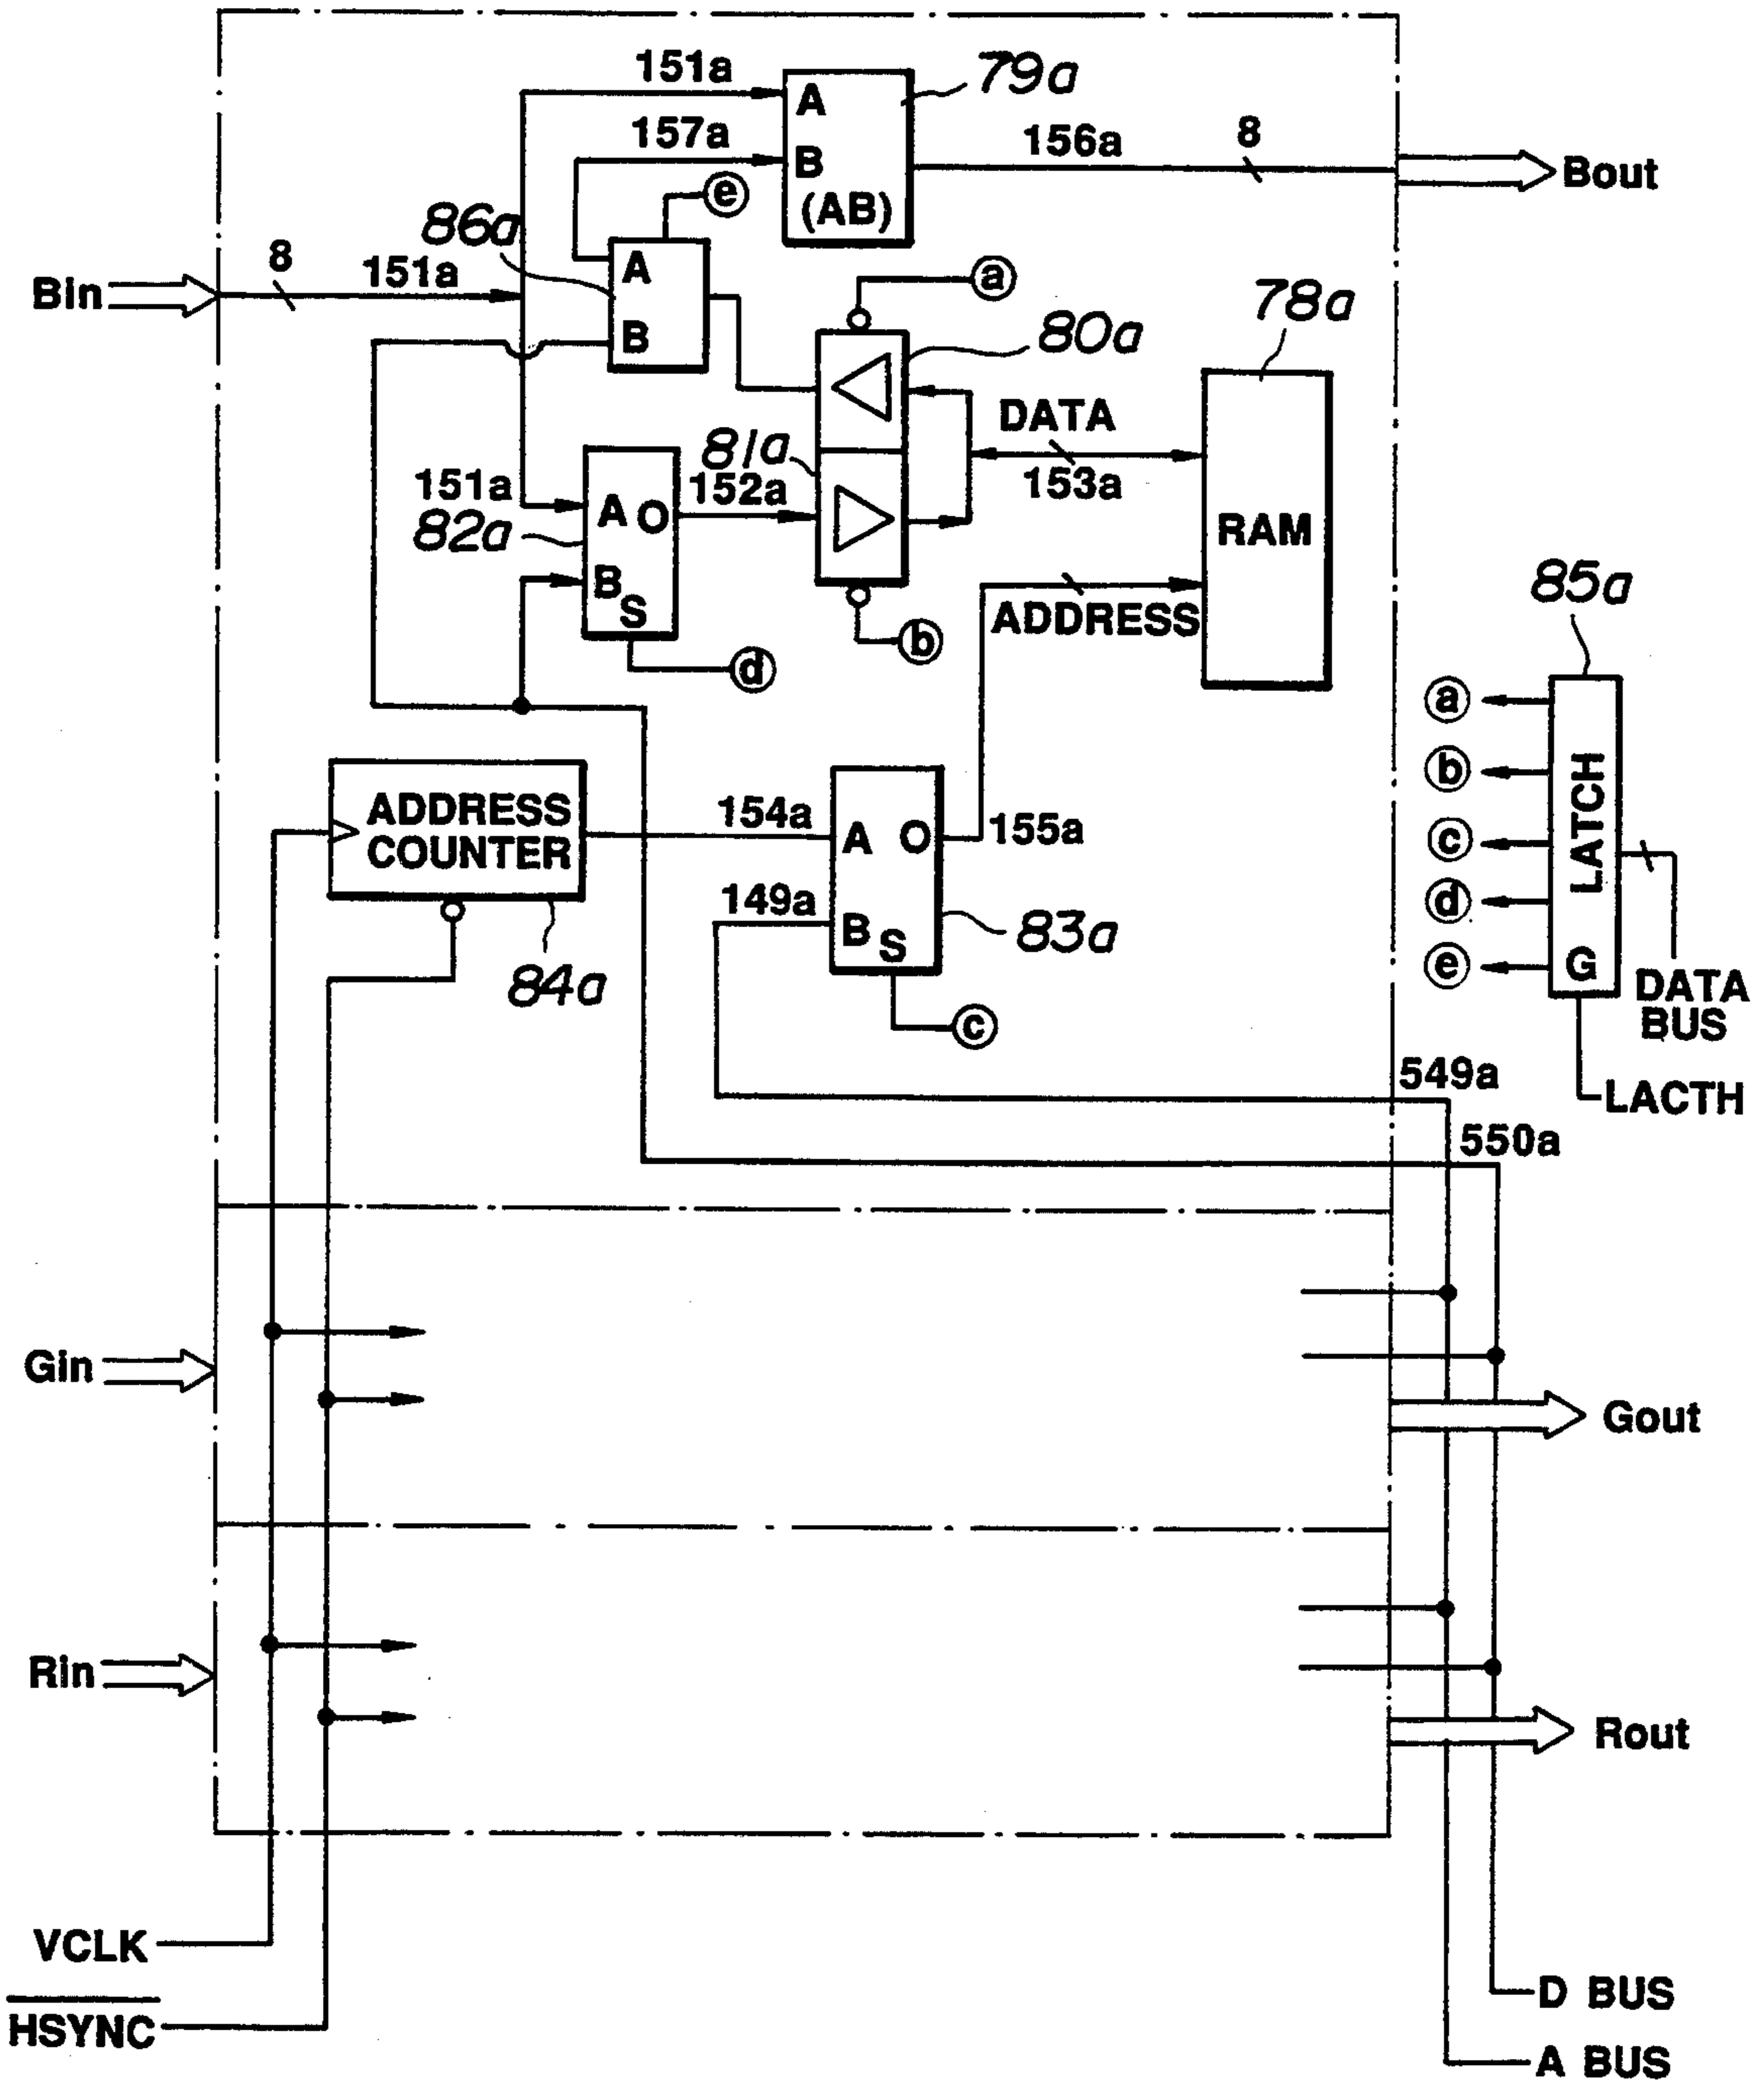 151a
79a
A
157a
B
156a
8
Bout
(AB)
e
86a
8
151a
Bin
A
B
a
80a
78a
DATA
153a
81a
152a
151a
82a
A O
B
S
RAM
ADDRESS
b
d
85a
a
b
c
d
e
LATCH
G
DATA
BUS
LACTH
ADDRESS
COUNTER
154a
A O
155a
149a
B
S
83a
84a
c
549a
550a
Gin
Gout
Rin
Rout
VCLK
HSYNC
D BUS
A BUS